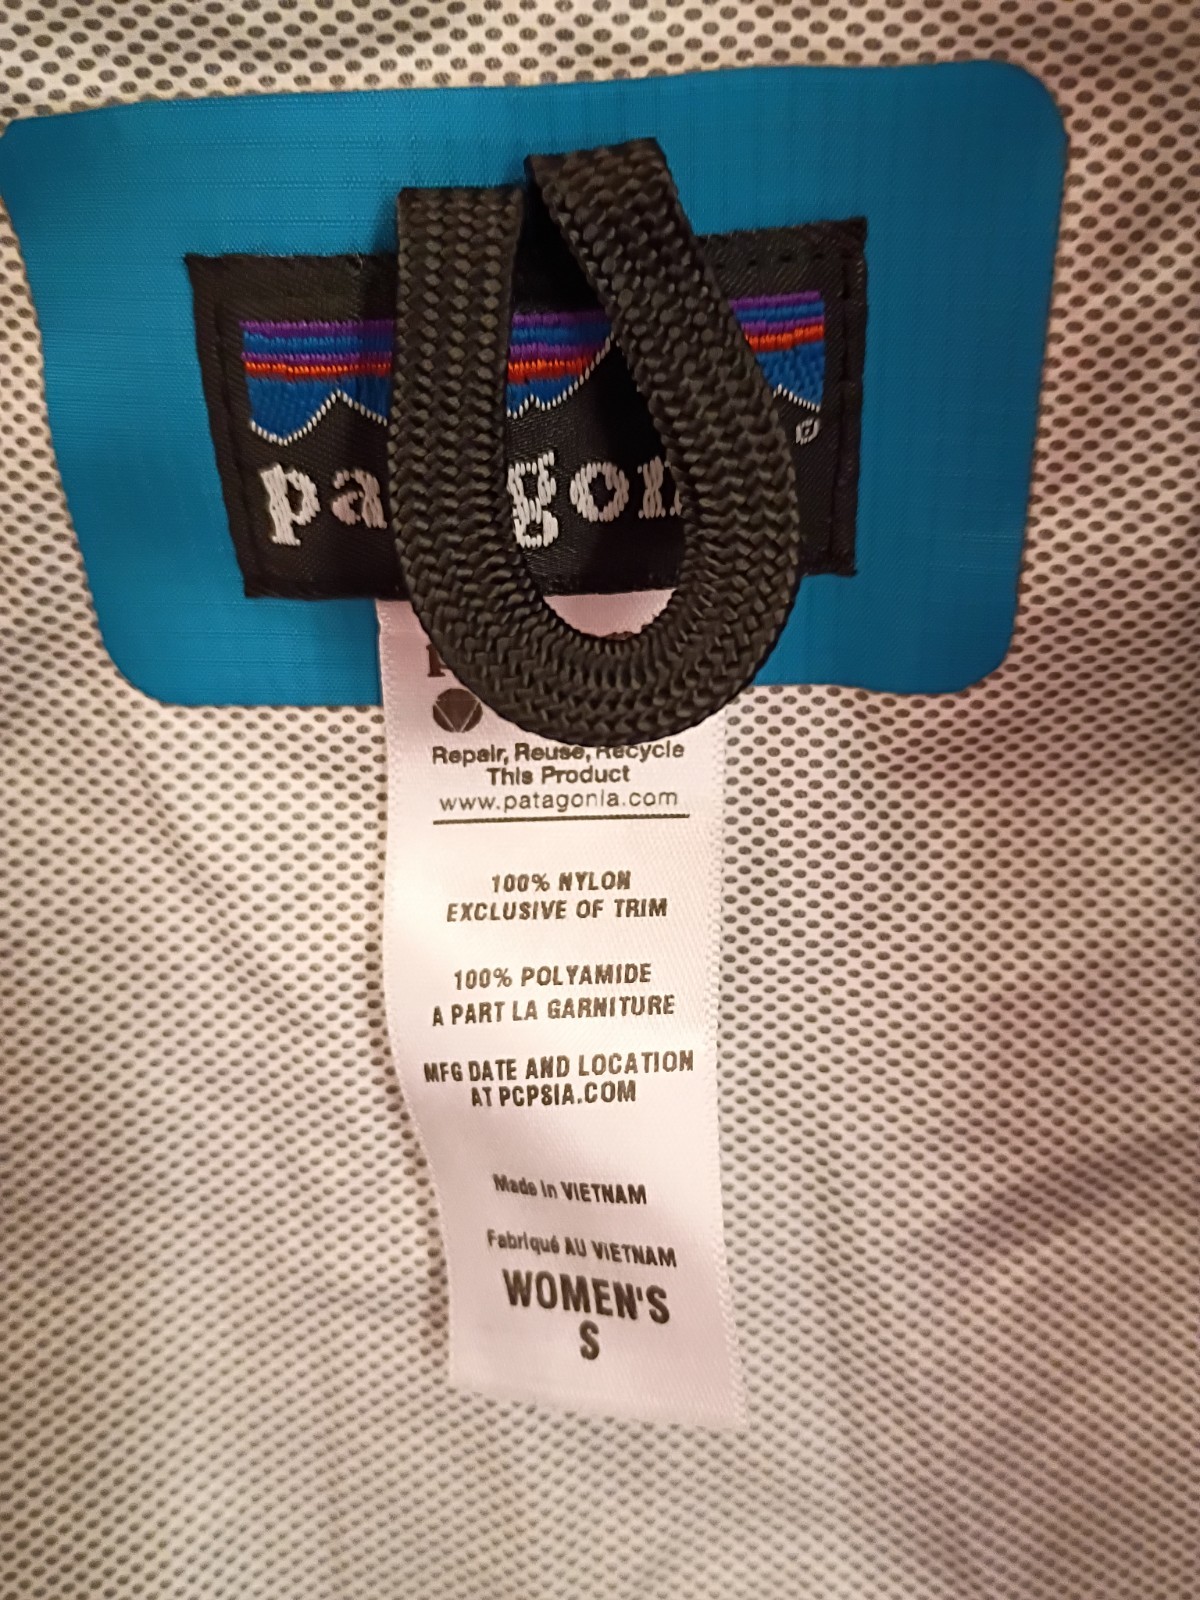 pa gon
Repair, Reuse, Recycle
This Product
www.patagonia.com
100% NYLON
EXCLUSIVE OF TRIM
100% POLYAMIDE
A PART LA GARNITURE
MFG DATE AND LOCATION
AT PCPSIA.COM
Made in VIETNAM
Fabriqué AU VIETNAM
WOMEN'S
S